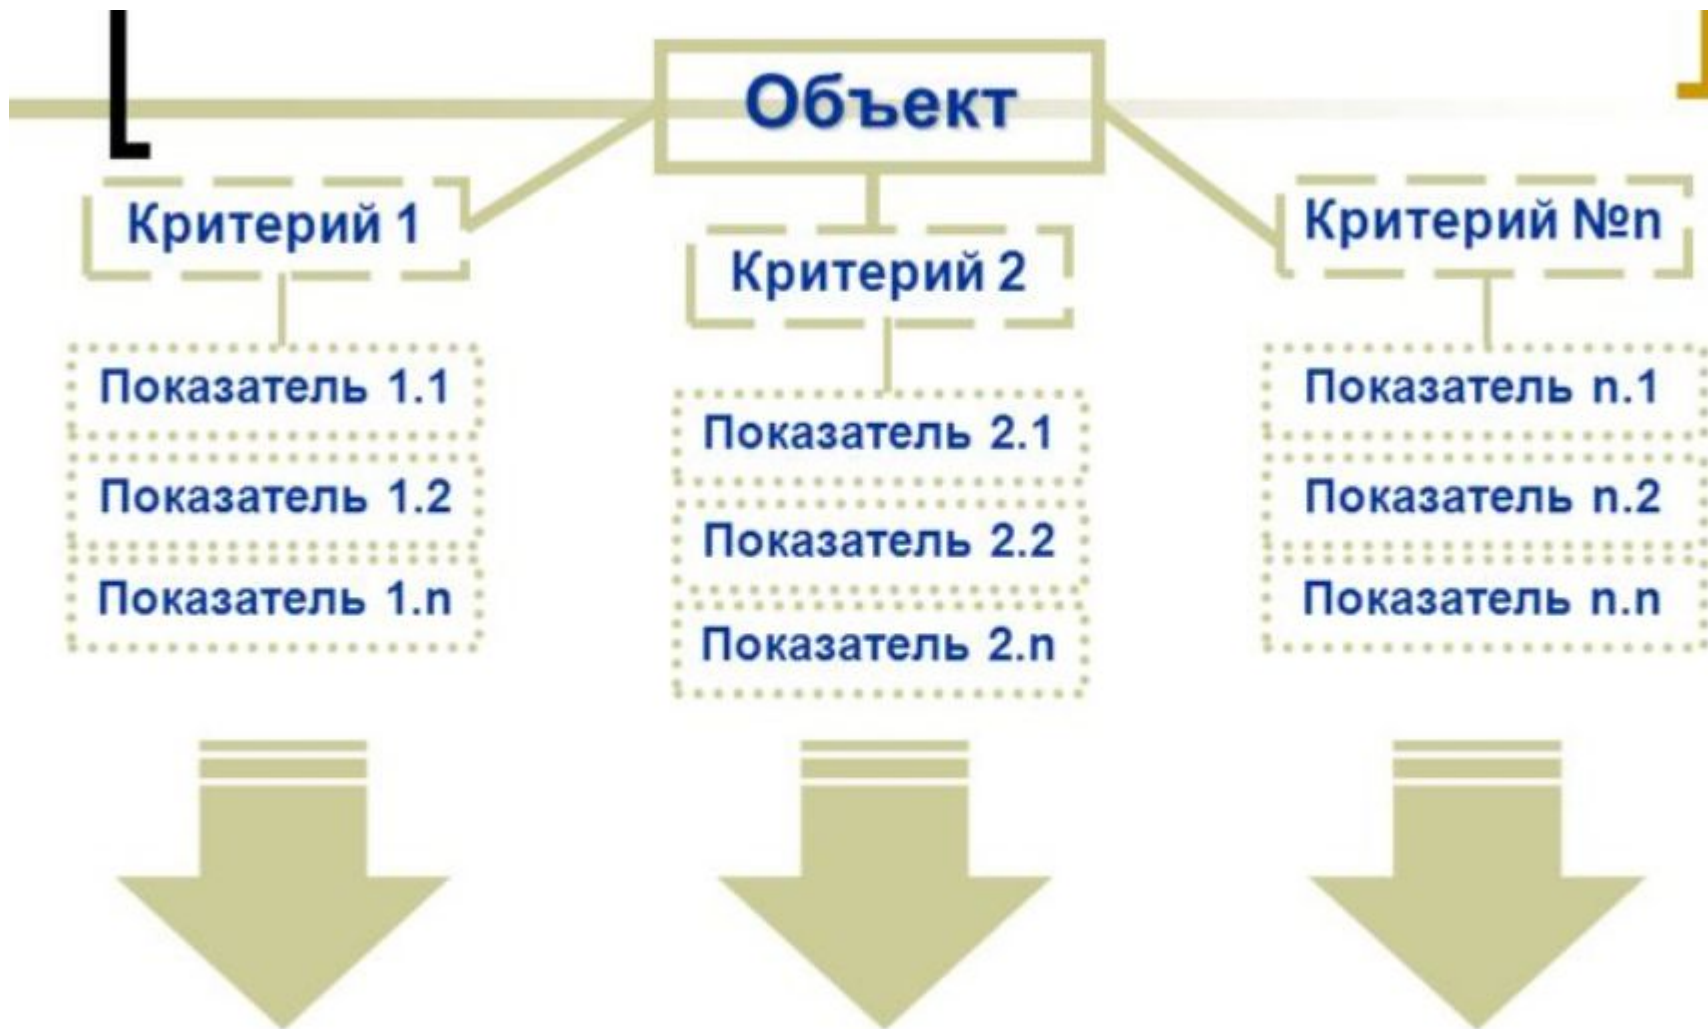 Объект
Критерий 1
Показатель 1.1
Показатель 1.2
Показатель 1.n
Критерий 2
Показатель 2.1
Показатель 2.2
Показатель 2.n
Критерий №n
Показатель n.1
Показатель n.2
Показатель n.n